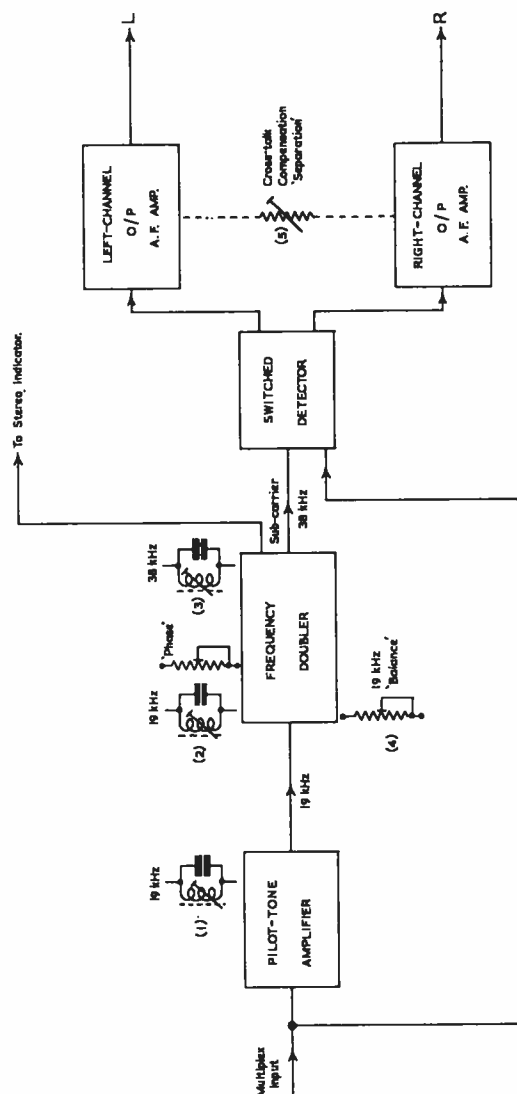 Multiplex
Input
PILOT-TONE
AMPLIFIER
19 kHz
(1)
19 kHz
FREQUENCY
DOUBLER
19 kHz
(2)
'Phase'
38 kHz
(3)
19 kHz
'Balance'
(4)
To Stereo Indicator.
Sub-carrier
38 kHz
SWITCHED
DETECTOR
LEFT-CHANNEL
O/P
A.F. AMP.
L
Crosstalk
Compensation
'Separation'
(5)
RIGHT-CHANNEL
O/P
A.F. AMP.
R